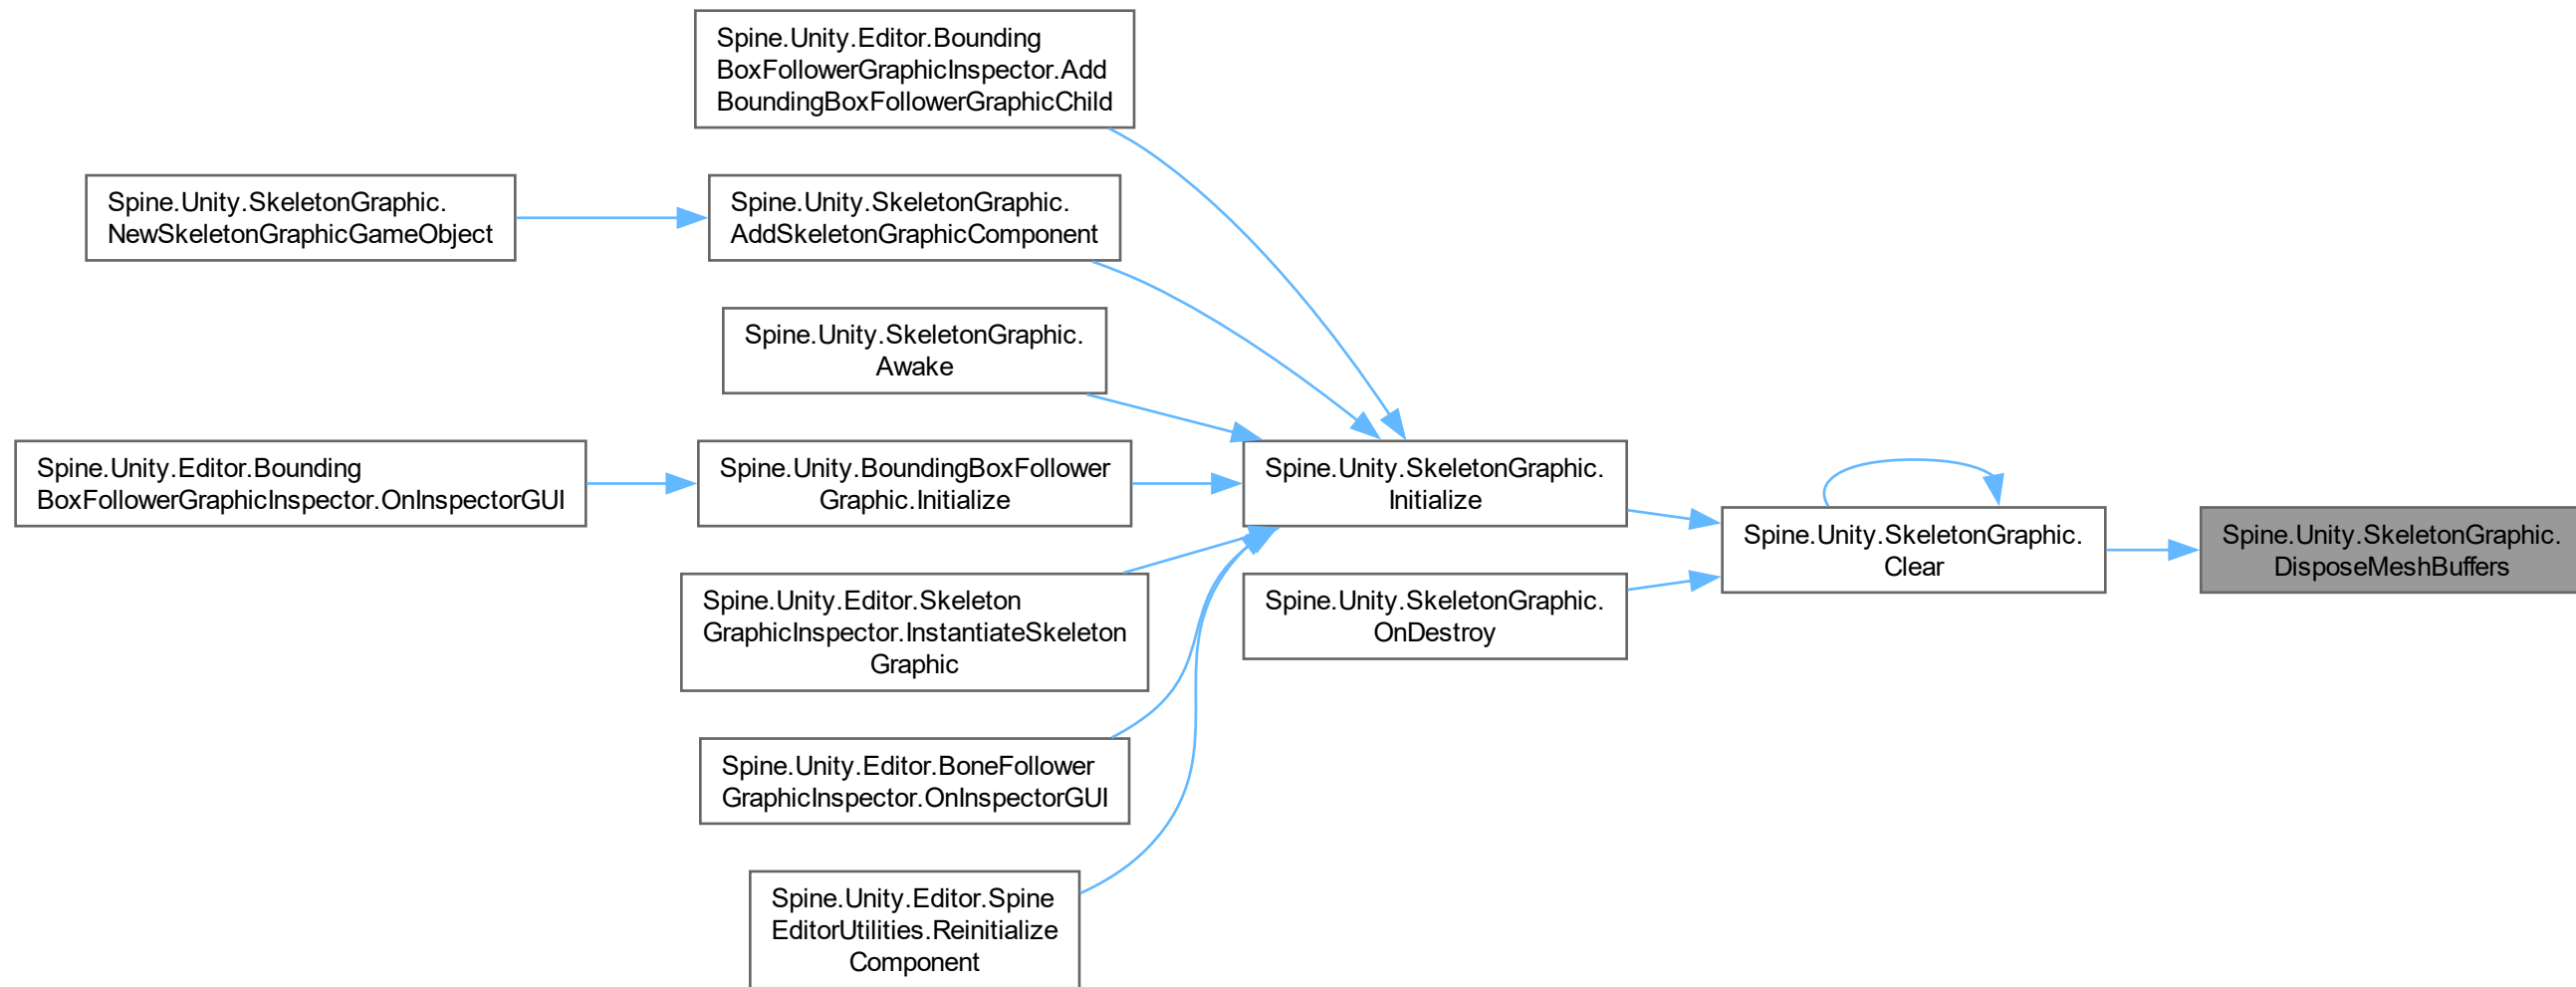 Spine.Unity.Editor.Bounding
BoxFollowerGraphicInspector.Add
BoundingBoxFollowerGraphicChild
Spine.Unity.SkeletonGraphic.
NewSkeletonGraphicGameObject
Spine.Unity.SkeletonGraphic.
AddSkeletonGraphicComponent
Spine.Unity.SkeletonGraphic.
Awake
Spine.Unity.Editor.Bounding
BoxFollowerGraphicInspector.OnInspectorGUI
Spine.Unity.BoundingBoxFollower
Graphic.Initialize
Spine.Unity.SkeletonGraphic.
Initialize
Spine.Unity.SkeletonGraphic.
Clear
Spine.Unity.SkeletonGraphic.
DisposeMeshBuffers
Spine.Unity.Editor.Skeleton
GraphicInspector.InstantiateSkeleton
Graphic
Spine.Unity.SkeletonGraphic.
OnDestroy
Spine.Unity.Editor.BoneFollower
GraphicInspector.OnInspectorGUI
Spine.Unity.Editor.Spine
EditorUtilities.Reinitialize
Component